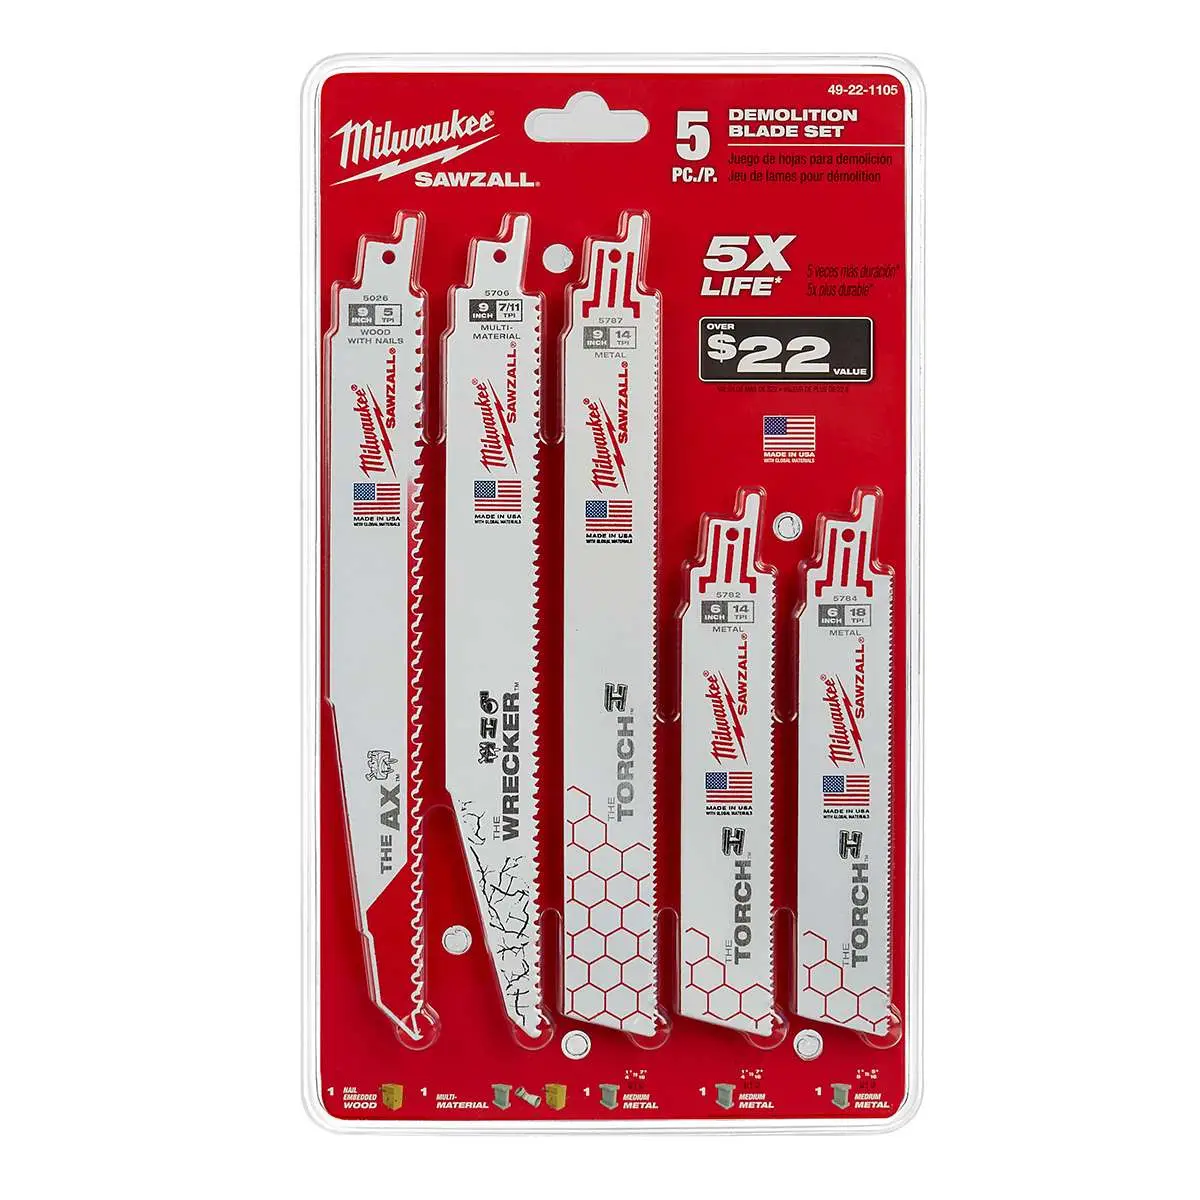 49-22-1105
Milwaukee®
SAWZALL®
5
PC./P.
DEMOLITION
BLADE SET
Juego de hojas para demolición
Jeu de lames pour démolition
5X
LIFE*
5 veces más duración*
5x plus durable*
OVER
$22
VALUE
MADE IN USA
WITH GLOBAL MATERIALS
5026
9 INCH 5 TPI
WOOD
WITH NAILS
Milwaukee®
SAWZALL®
MADE IN USA
WITH GLOBAL MATERIALS
THE AX™
5706
9 INCH 7/11 TPI
MULTI-
MATERIAL
Milwaukee®
SAWZALL®
MADE IN USA
WITH GLOBAL MATERIALS
THE WRECKER™
5787
9 INCH 14 TPI
METAL
Milwaukee®
SAWZALL®
MADE IN USA
WITH GLOBAL MATERIALS
THE TORCH™
5782
6 INCH 14 TPI
METAL
Milwaukee®
SAWZALL®
MADE IN USA
WITH GLOBAL MATERIALS
THE TORCH™
5784
6 INCH 18 TPI
METAL
Milwaukee®
SAWZALL®
MADE IN USA
WITH GLOBAL MATERIALS
THE TORCH™
1 NAIL
EMBEDDED
WOOD
1 MULTI-
MATERIAL
1 MEDIUM
METAL
1 MEDIUM
METAL
1 MEDIUM
METAL